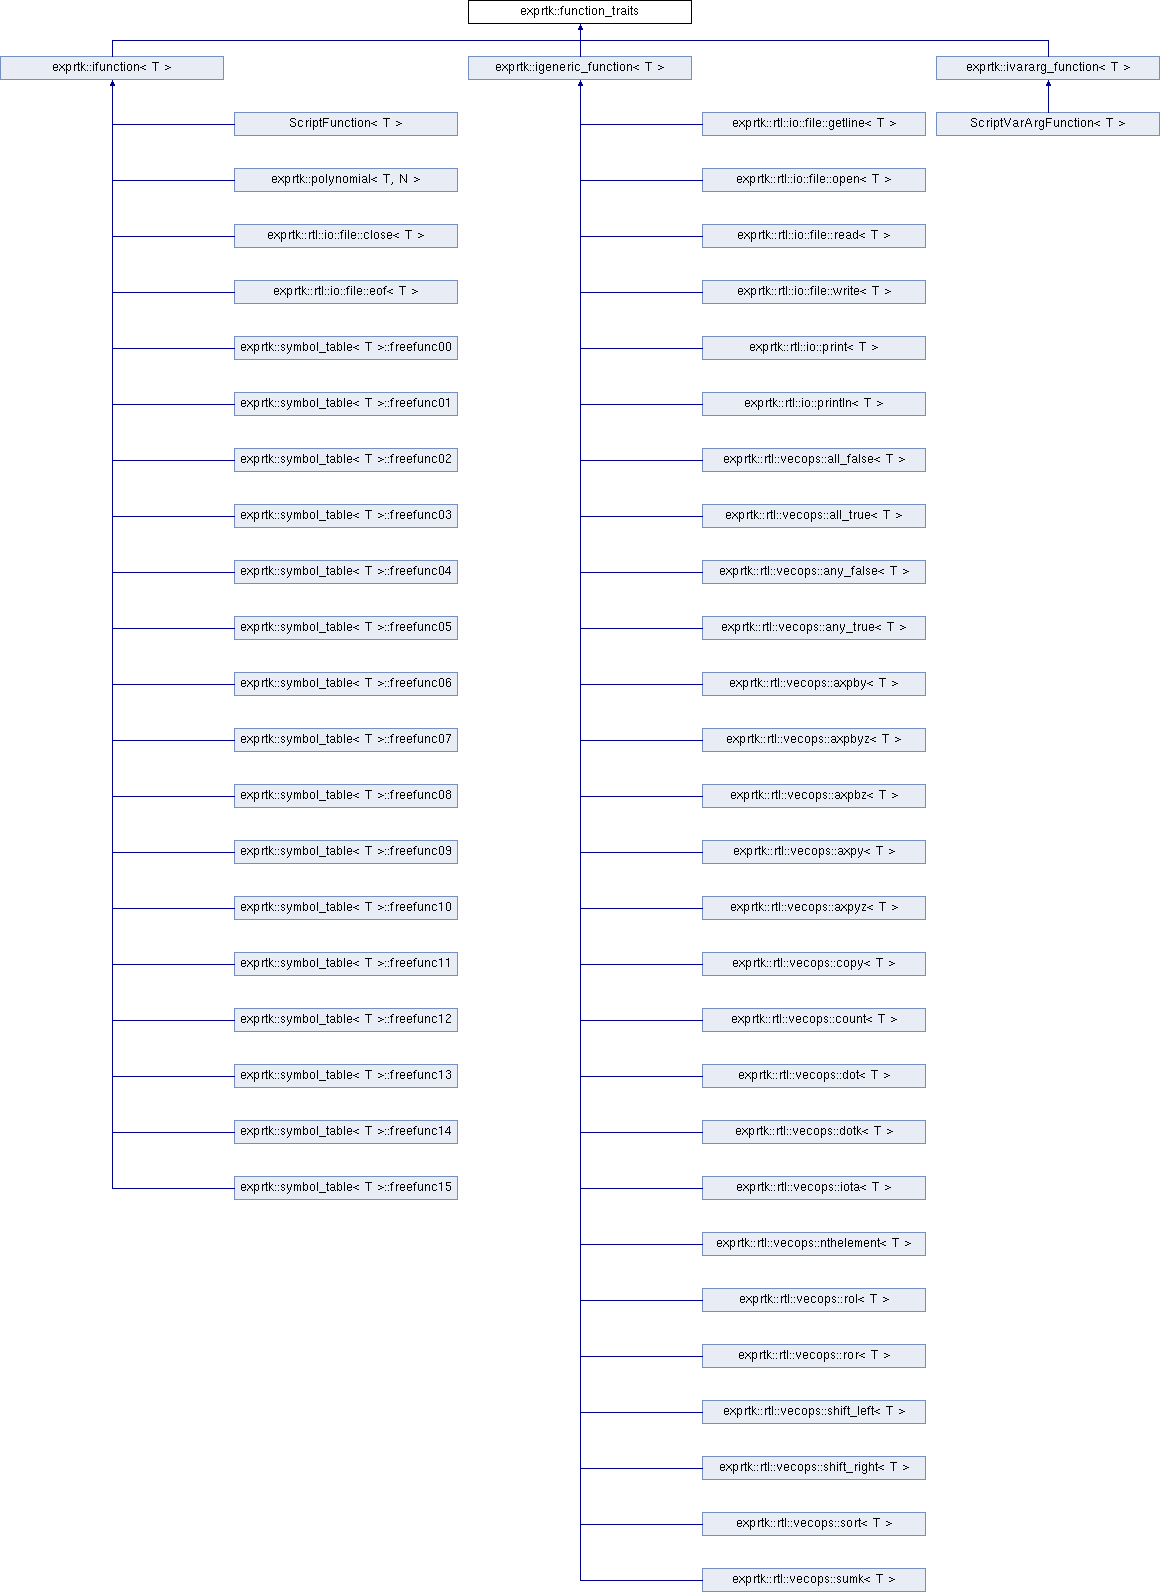 exprtk::function_traits
exprtk::ifunction< T >
exprtk::igeneric_function< T >
exprtk::ivararg_function< T >
ScriptFunction< T >
exprtk::rtl::io::file::getline< T >
ScriptVarArgFunction< T >
exprtk::polynomial< T, N >
exprtk::rtl::io::file::open< T >
exprtk::rtl::io::file::close< T >
exprtk::rtl::io::file::read< T >
exprtk::rtl::io::file::eof< T >
exprtk::rtl::io::file::write< T >
exprtk::symbol_table< T >::freefunc00
exprtk::rtl::io::print< T >
exprtk::symbol_table< T >::freefunc01
exprtk::rtl::io::println< T >
exprtk::symbol_table< T >::freefunc02
exprtk::rtl::vecops::all_false< T >
exprtk::symbol_table< T >::freefunc03
exprtk::rtl::vecops::all_true< T >
exprtk::symbol_table< T >::freefunc04
exprtk::rtl::vecops::any_false< T >
exprtk::symbol_table< T >::freefunc05
exprtk::rtl::vecops::any_true< T >
exprtk::symbol_table< T >::freefunc06
exprtk::rtl::vecops::axpby< T >
exprtk::symbol_table< T >::freefunc07
exprtk::rtl::vecops::axpbyz< T >
exprtk::symbol_table< T >::freefunc08
exprtk::rtl::vecops::axpbz< T >
exprtk::symbol_table< T >::freefunc09
exprtk::rtl::vecops::axpy< T >
exprtk::symbol_table< T >::freefunc10
exprtk::rtl::vecops::axpyz< T >
exprtk::symbol_table< T >::freefunc11
exprtk::rtl::vecops::copy< T >
exprtk::symbol_table< T >::freefunc12
exprtk::rtl::vecops::count< T >
exprtk::symbol_table< T >::freefunc13
exprtk::rtl::vecops::dot< T >
exprtk::symbol_table< T >::freefunc14
exprtk::rtl::vecops::dotk< T >
exprtk::symbol_table< T >::freefunc15
exprtk::rtl::vecops::iota< T >
exprtk::rtl::vecops::nthelement< T >
exprtk::rtl::vecops::rol< T >
exprtk::rtl::vecops::ror< T >
exprtk::rtl::vecops::shift_left< T >
exprtk::rtl::vecops::shift_right< T >
exprtk::rtl::vecops::sort< T >
exprtk::rtl::vecops::sumk< T >